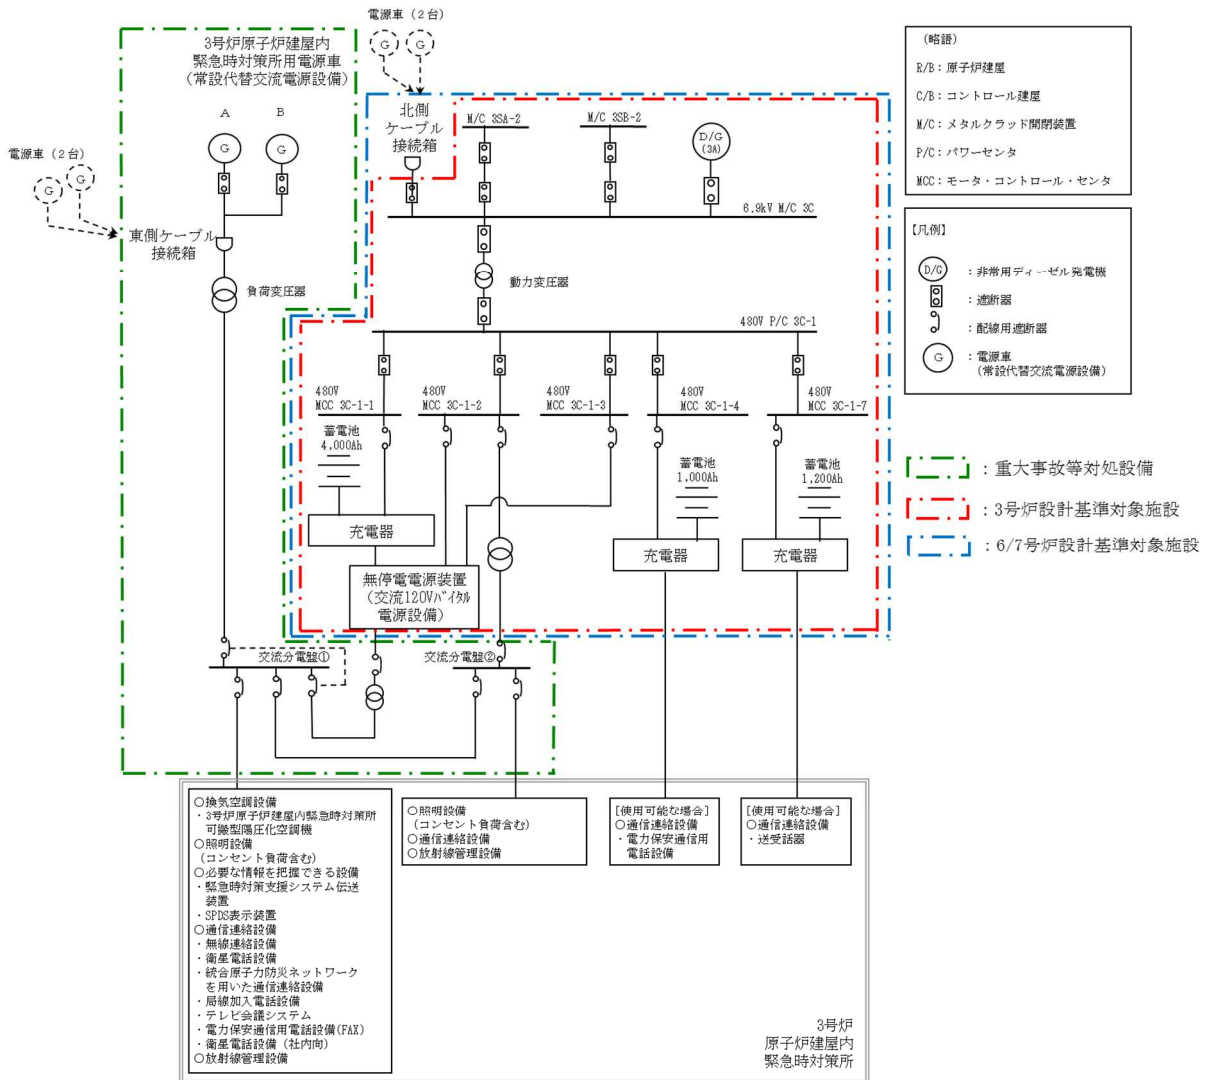 電源車(2台)
G
G
3号炉原子炉建屋内
緊急時対策所用電源車
(常設代替交流電源設備)
A
B
G
G
電源車(2台)
G
G
東側ケーブル
接続箱
負荷変圧器
北側
ケーブル
接続箱
M/C 3SA-2
M/C 3SB-2
D/G
(3A)
6.9kV M/C 3C
動力変圧器
480V P/C 3C-1
480V
MCC 3C-1-1
480V
MCC 3C-1-2
480V
MCC 3C-1-3
480V
MCC 3C-1-4
480V
MCC 3C-1-7
蓄電池
4,000Ah
蓄電池
1,000Ah
蓄電池
1,200Ah
充電器
充電器
充電器
無停電電源装置
(交流120Vバイタル
電源設備)
交流分電盤①
交流分電盤②
(略語)
R/B:原子炉建屋
C/B:コントロール建屋
M/C:メタルクラッド開閉装置
P/C:パワーセンタ
MCC:モータ・コントロール・センタ
【凡例】
D/G
:非常用ディーゼル発電機
:遮断器
:配線用遮断器
G
:電源車
(常設代替交流電源設備)
:重大事故等対処設備
:3号炉設計基準対象施設
:6/7号炉設計基準対象施設
○換気空調設備
・3号炉原子炉建屋内緊急時対策所
可搬型陽圧化空調機
○照明設備
(コンセント負荷含む)
○必要な情報を把握できる設備
・緊急時対策支援システム伝送
装置
・SPDS表示装置
○通信連絡設備
・無線連絡設備
・衛星電話設備
・統合原子力防災ネットワーク
を用いた通信連絡設備
・局線加入電話設備
・テレビ会議システム
・電力保安通信用電話設備(FAX)
・衛星電話設備(社内向)
○放射線管理設備
○照明設備
(コンセント負荷含む)
○通信連絡設備
○放射線管理設備
[使用可能な場合]
○通信連絡設備
・電力保安通信用
電話設備
[使用可能な場合]
○通信連絡設備
・送受話器
3号炉
原子炉建屋内
緊急時対策所